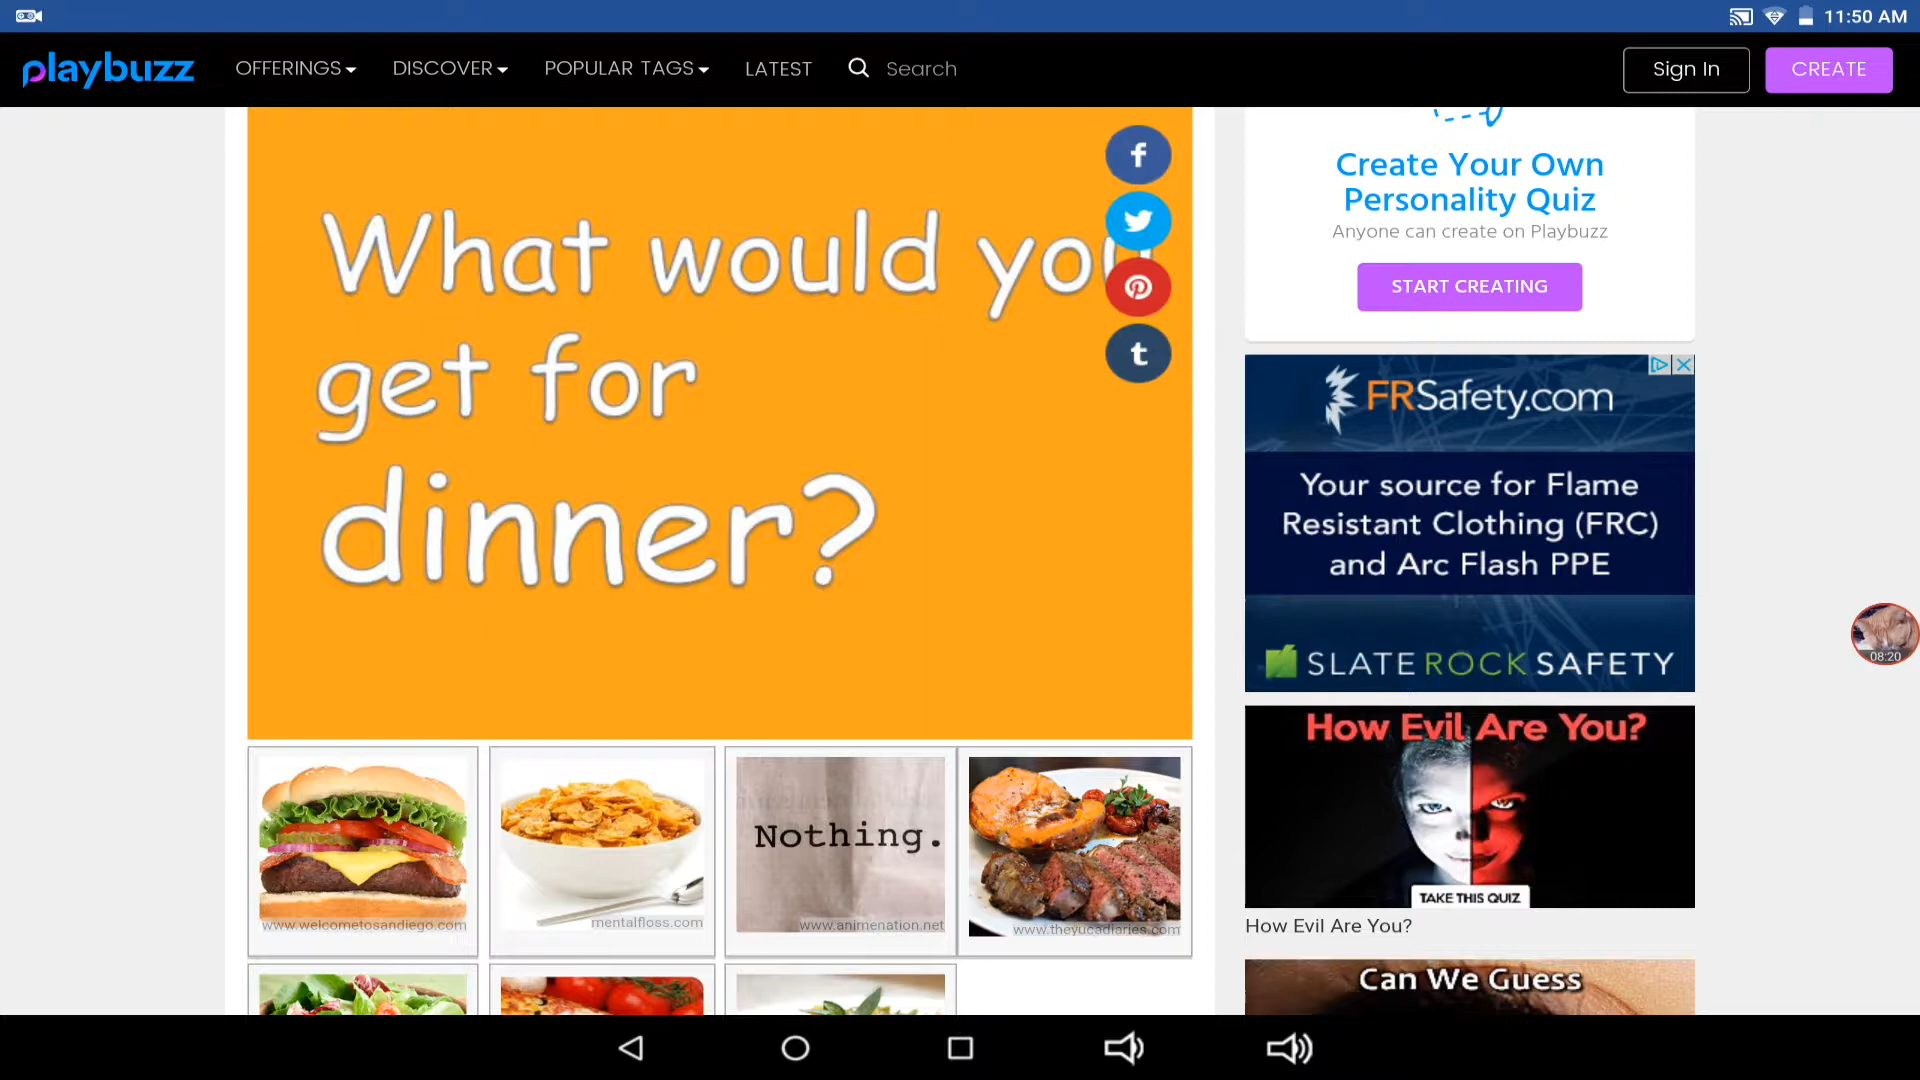 11:50 AM
playbuzz
OFFERINGS
DISCOVER
POPULAR TAGS
LATEST
Search
Sign In
CREATE
What would you
get for
dinner?
f
t
www.welcometosandiego.com
mentalfloss.com
Nothing.
www.animenation.net
www.theyucadiaries.com
Create Your Own
Personality Quiz
Anyone can create on Playbuzz
START CREATING
FRSafety.com
Your source for Flame
Resistant Clothing (FRC)
and Arc Flash PPE
SLATE ROCK SAFETY
How Evil Are You?
TAKE THIS QUIZ
How Evil Are You?
Can We Guess
08:20